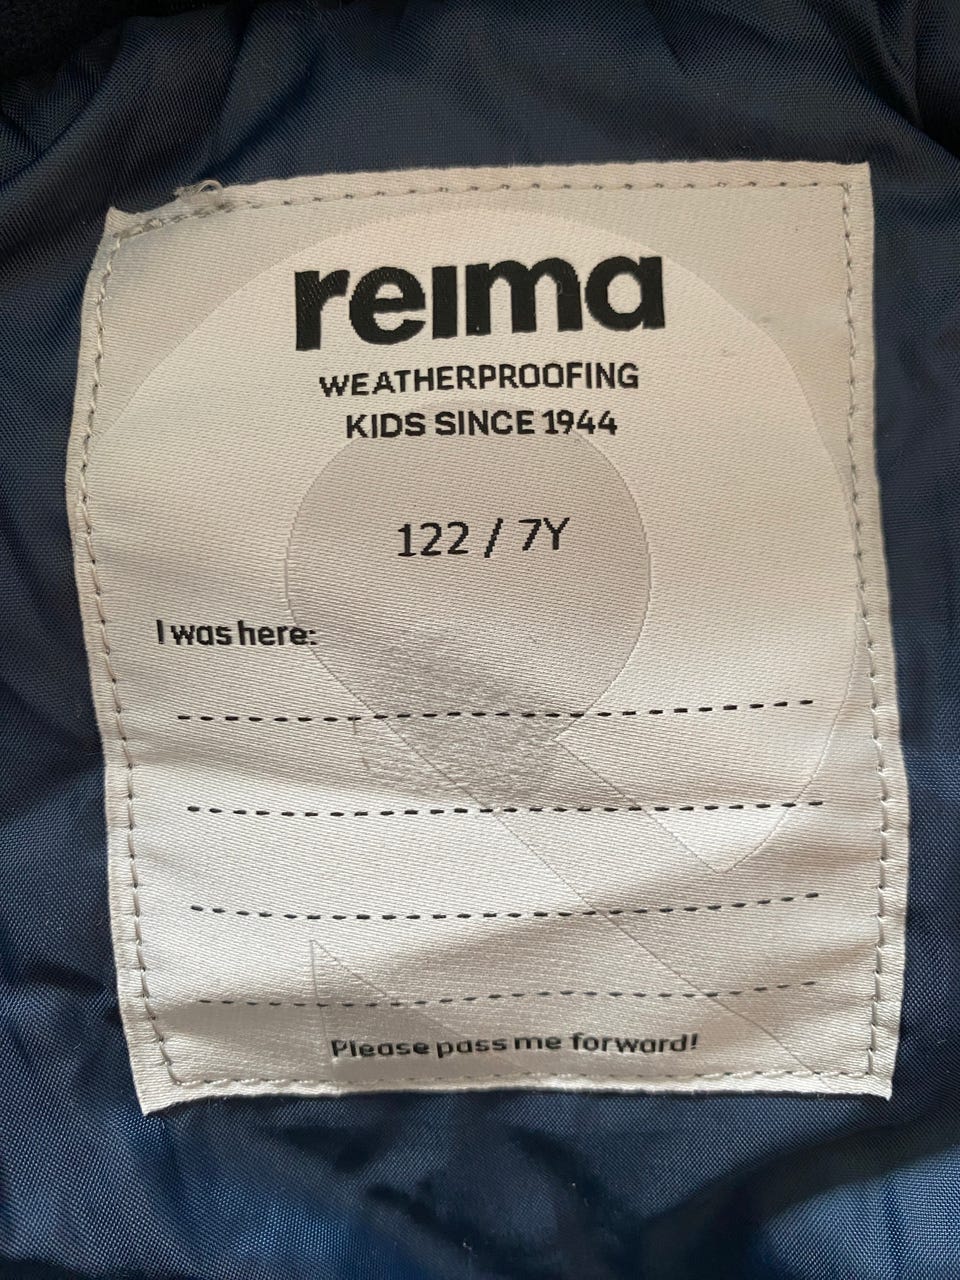 reima
WEATHERPROOFING
KIDS SINCE 1944
122 / 7Y
I was here:
Please pass me forward!